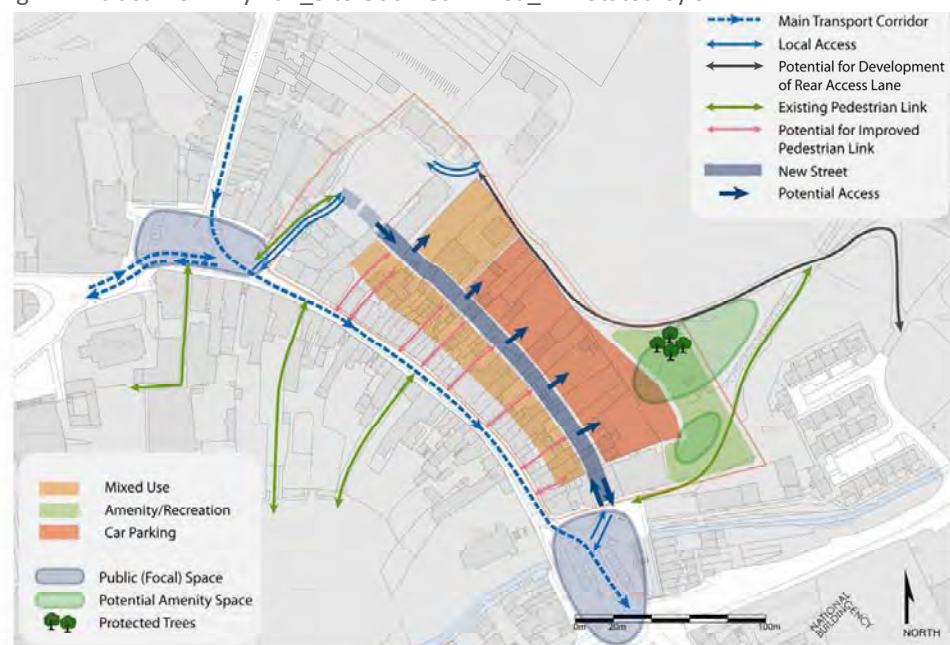 Main Transport Corridor
Local Access
Potential for Development
of Rear Access Lane
Existing Pedestrian Link
Potential for Improved
Pedestrian Link
New Street
Potential Access
Car Park
Mixed Use
Amenity/Recreation
Car Parking
Public (Focal) Space
Potential Amenity Space
Protected Trees
0m
20m
100m
NATIONAL
BUILDING
AGENCY
NORTH